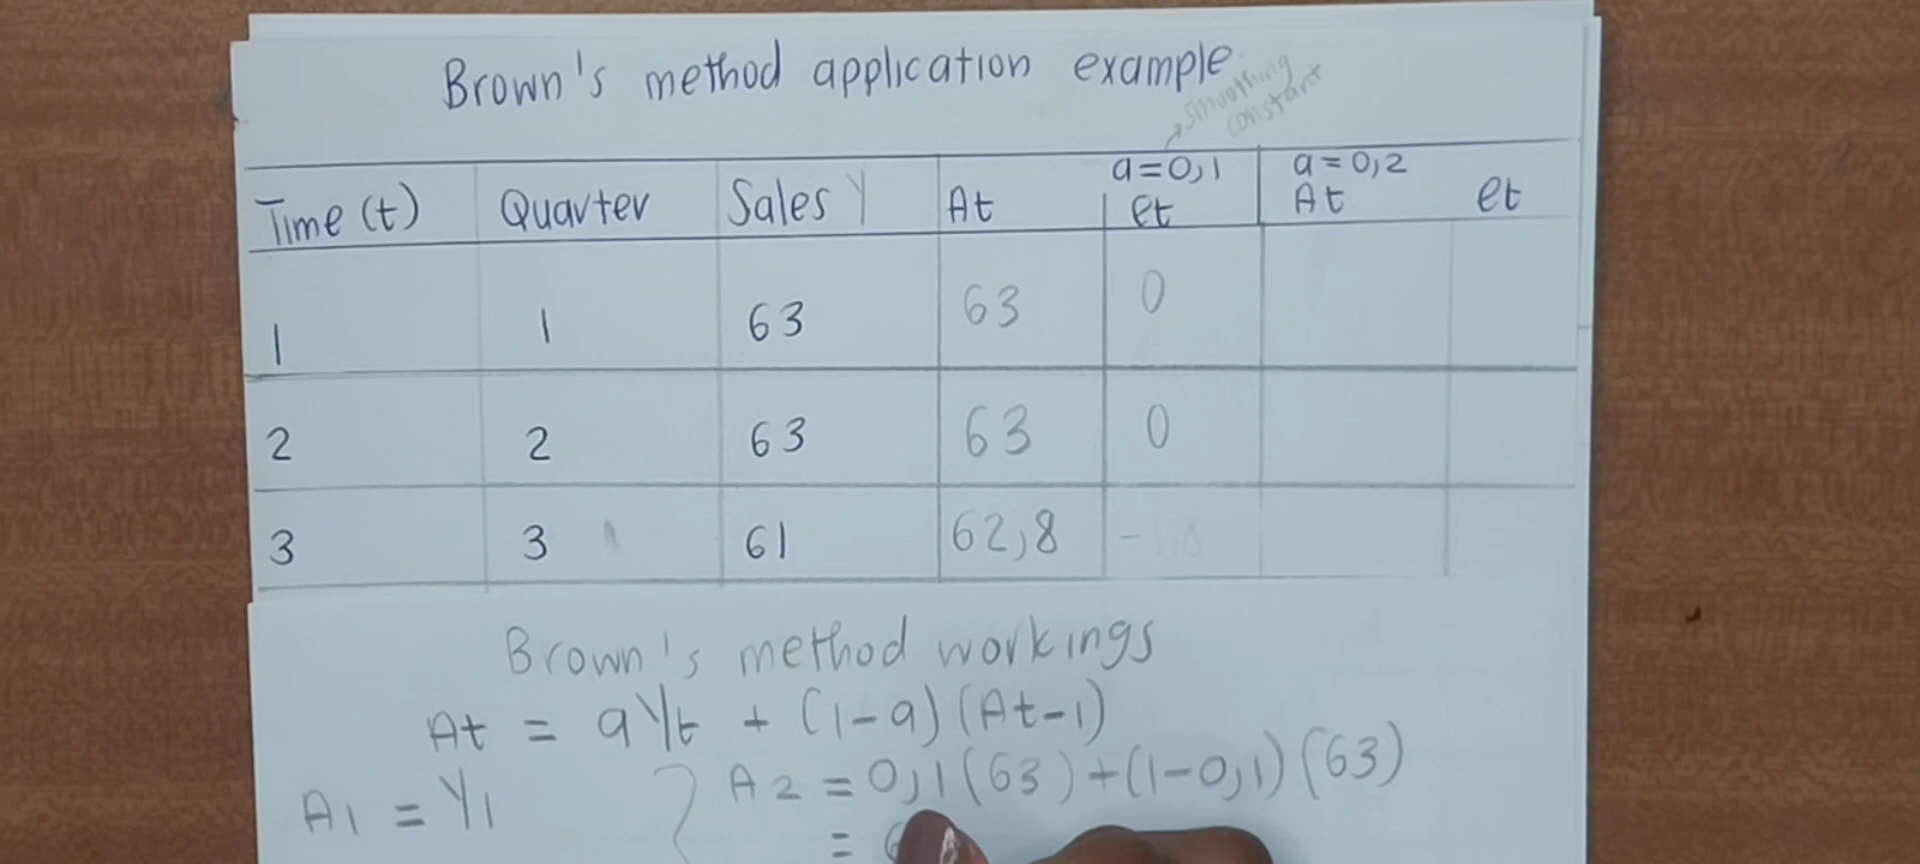 Brown's method application example
smoothing
constant
a=0,1 a=0,2
Time (t) Quarter Sales Y At et At et
1 1 63 63 0
2 2 63 63 0
3 3 61 62,8
Brown's method workings
At = aYt + (1-a)(At-1)
A1 = Y1
A2 = 0,1(63)+(1-0,1)(63)
=